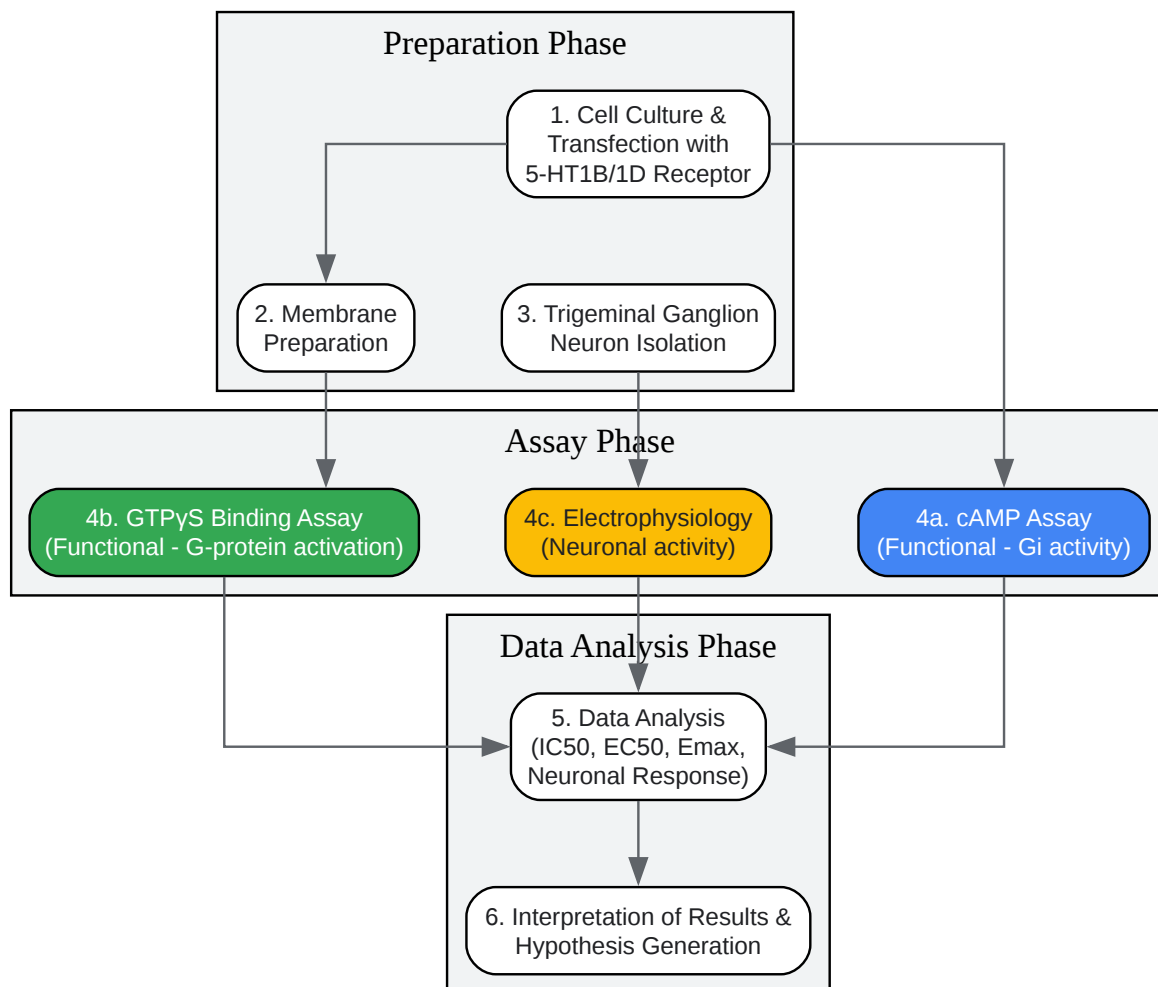 Preparation Phase
1. Cell Culture &
Transfection with
5-HT1B/1D Receptor
2. Membrane
Preparation
3. Trigeminal Ganglion
Neuron Isolation
Assay Phase
4b. GTPγS Binding Assay
(Functional - G-protein activation)
4c. Electrophysiology
(Neuronal activity)
4a. cAMP Assay
(Functional - Gi activity)
Data Analysis Phase
5. Data Analysis
(IC50, EC50, Emax,
Neuronal Response)
6. Interpretation of Results &
Hypothesis Generation